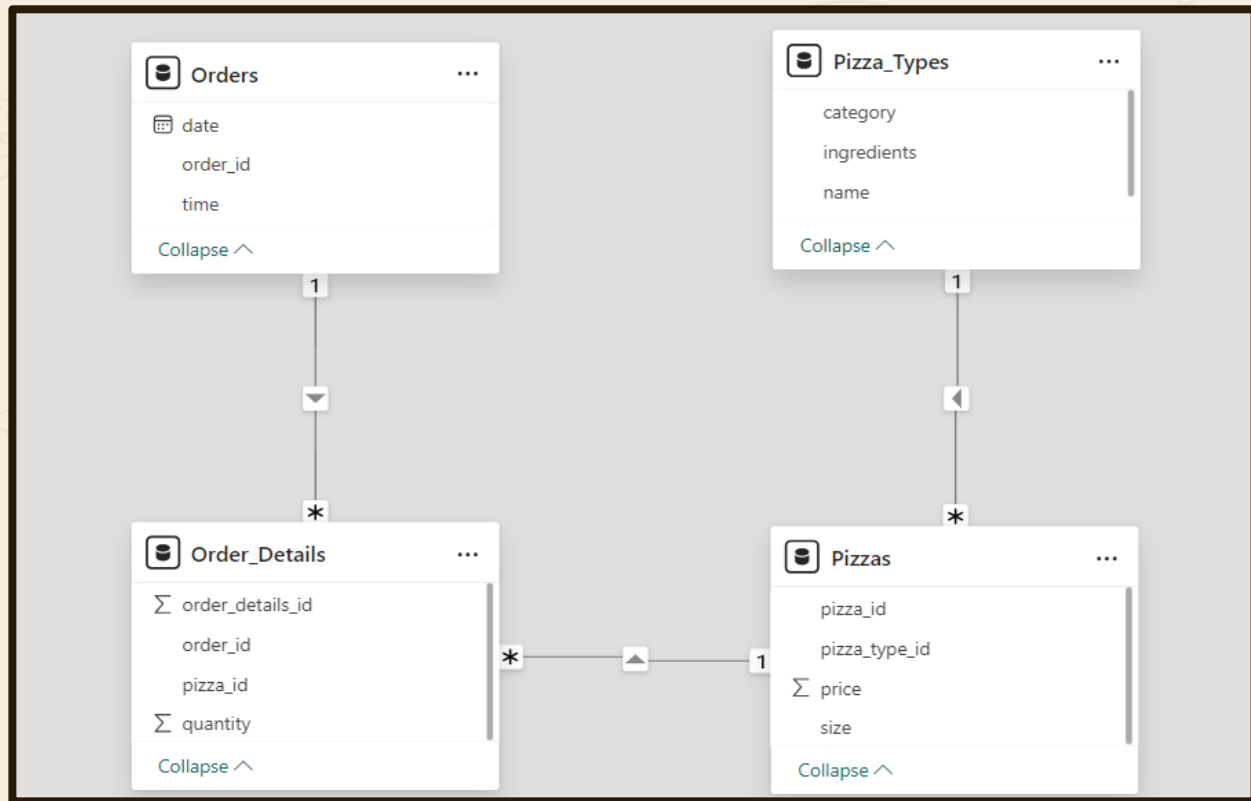 Orders
date
order_id
time
Collapse
1
*
Pizza_Types
category
ingredients
name
Collapse
1
*
Order_Details
Σ order_details_id
order_id
pizza_id
Σ quantity
Collapse
* 1
Pizzas
pizza_id
pizza_type_id
Σ price
size
Collapse